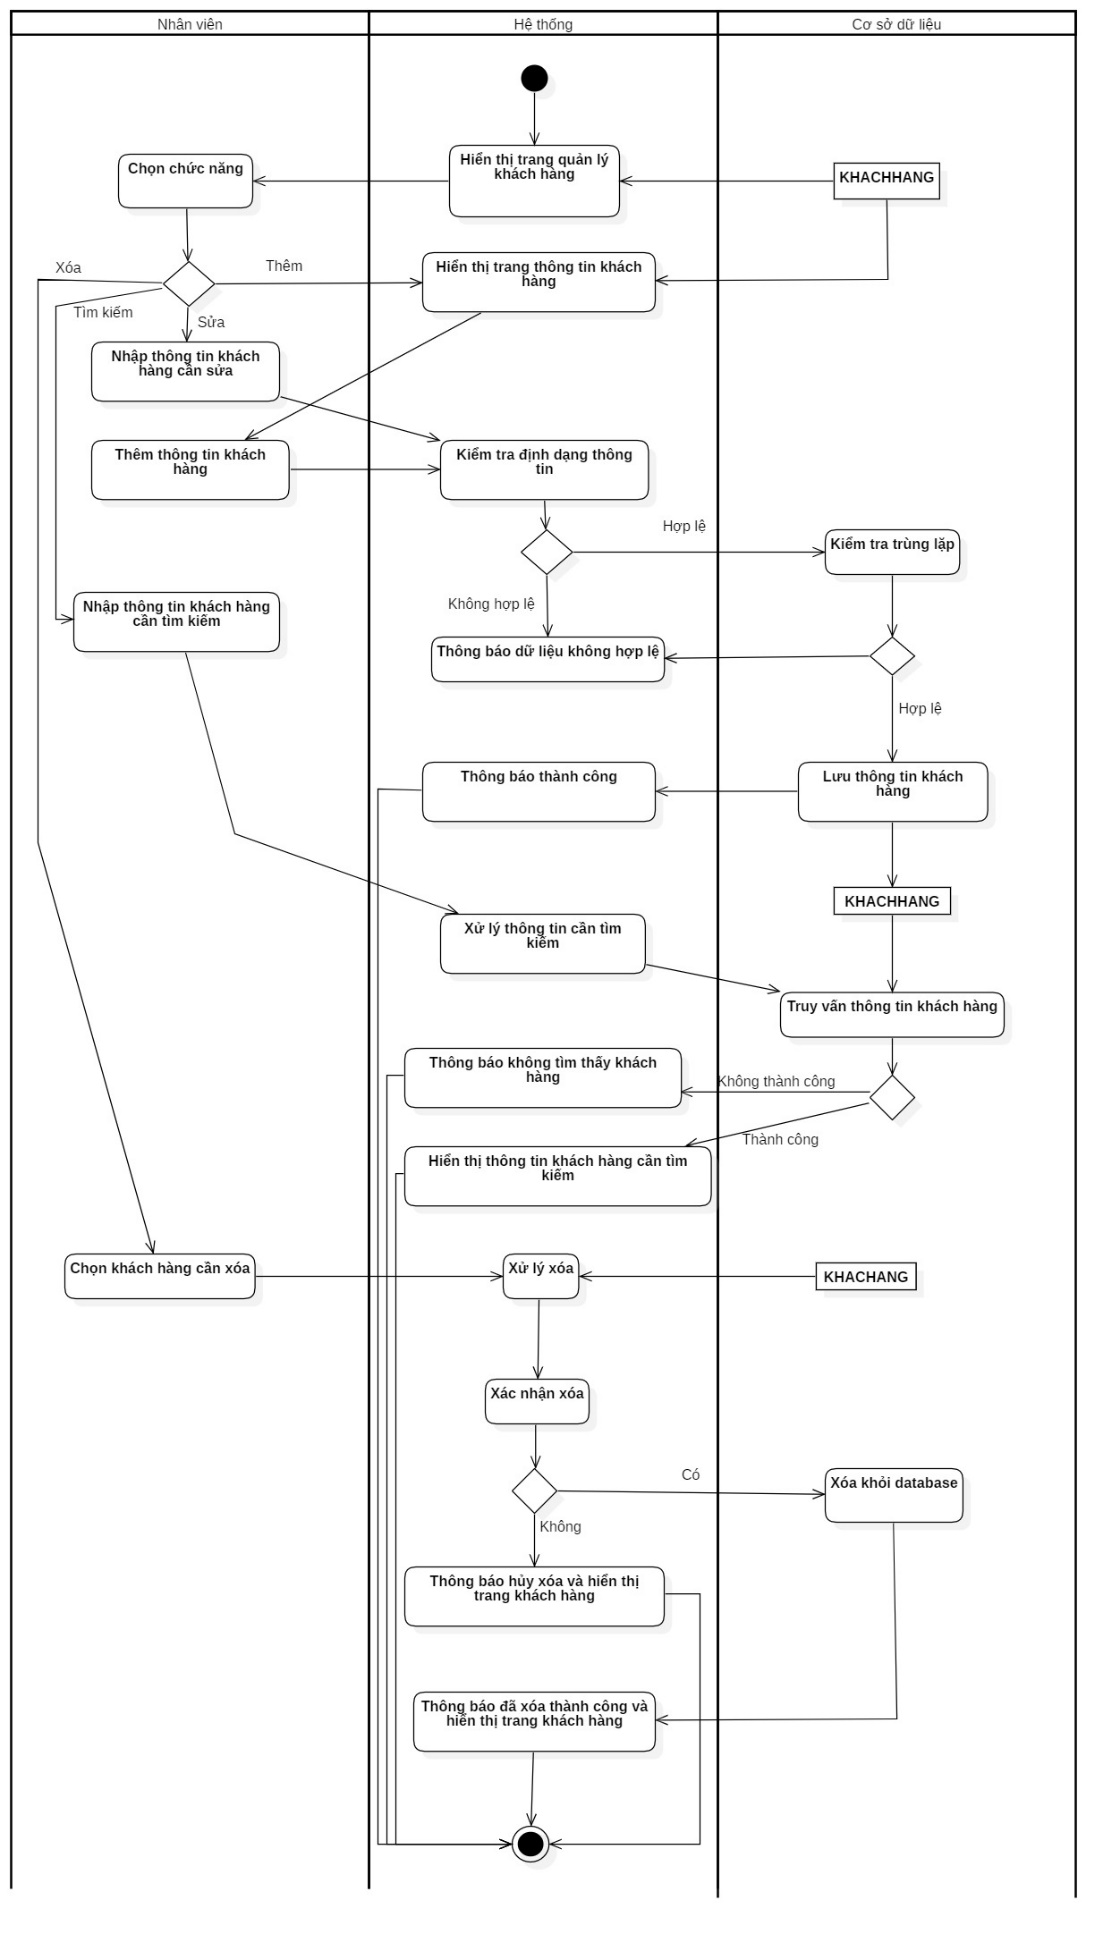 Nhân viên
Hệ thống
Cơ sở dữ liệu
Chọn chức năng
Hiển thị trang quản lý
khách hàng
KHACHHANG
Xóa
Thêm
Hiển thị trang thông tin khách
hàng
Tìm kiếm
Sửa
Nhập thông tin khách
hàng cần sửa
Thêm thông tin khách
hàng
Kiểm tra định dạng thông
tin
Hợp lệ
Kiểm tra trùng lặp
Không hợp lệ
Nhập thông tin khách hàng
cần tìm kiếm
Thông báo dữ liệu không hợp lệ
Hợp lệ
Thông báo thành công
Lưu thông tin khách
hàng
KHACHHANG
Xử lý thông tin cần tìm
kiếm
Truy vấn thông tin khách hàng
Thông báo không tìm thấy khách
hàng
Không thành công
Thành công
Hiển thị thông tin khách hàng cần tìm
kiếm
Chọn khách hàng cần xóa
Xử lý xóa
KHACHANG
Xác nhận xóa
Có
Xóa khỏi database
Không
Thông báo hủy xóa và hiển thị
trang khách hàng
Thông báo đã xóa thành công và
hiển thị trang khách hàng